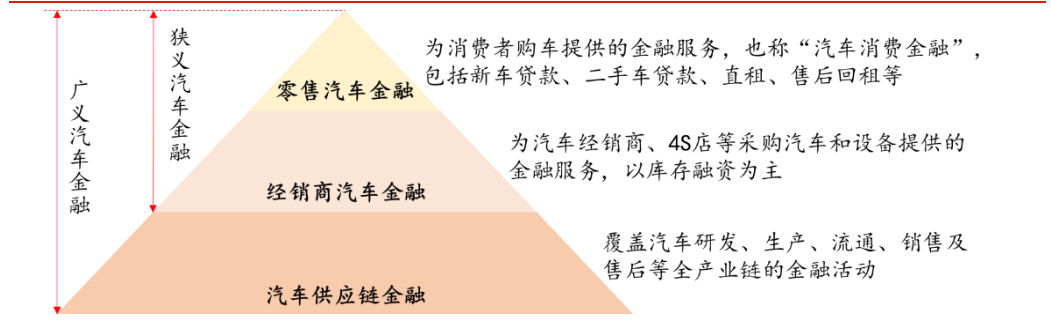 广义汽车金融
狭义汽车金融
零售汽车金融
为消费者购车提供的金融服务，也称“汽车消费金融”，
包括新车贷款、二手车贷款、直租、售后回租等
经销商汽车金融
为汽车经销商、4S店等采购汽车和设备提供的
金融服务，以库存融资为主
汽车供应链金融
覆盖汽车研发、生产、流通、销售及
售后等全产业链的金融活动